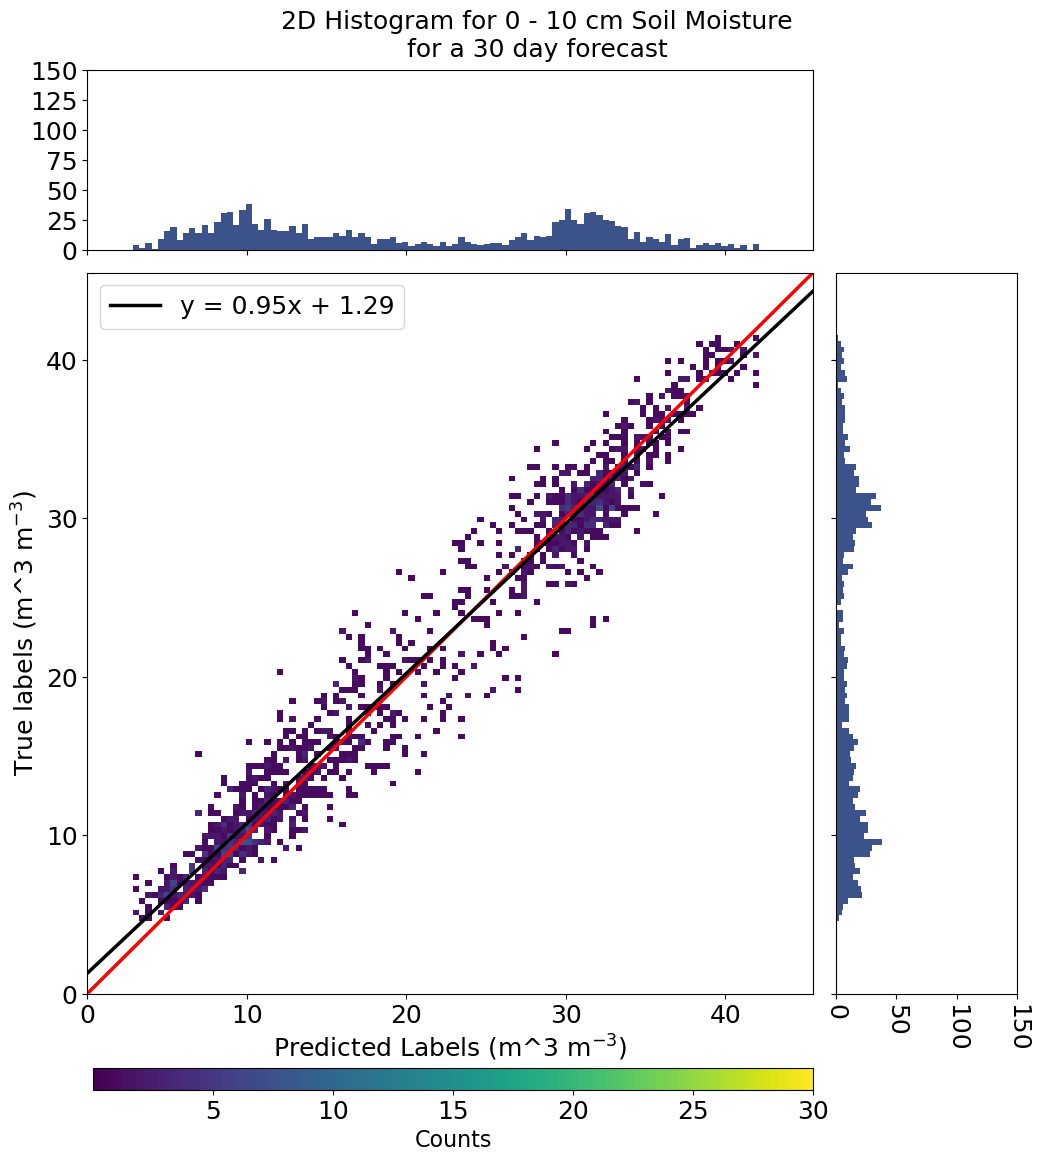 2D Histogram for 0 - 10 cm Soil Moisture
for a 30 day forecast
150
125
100
75
50
25
0
y = 0.95x + 1.29
40
30
20
10
0
True labels (m^3 m⁻³)
0 10 20 30 40
Predicted Labels (m^3 m⁻³)
0 50 100 150
5 10 15 20 25 30
Counts